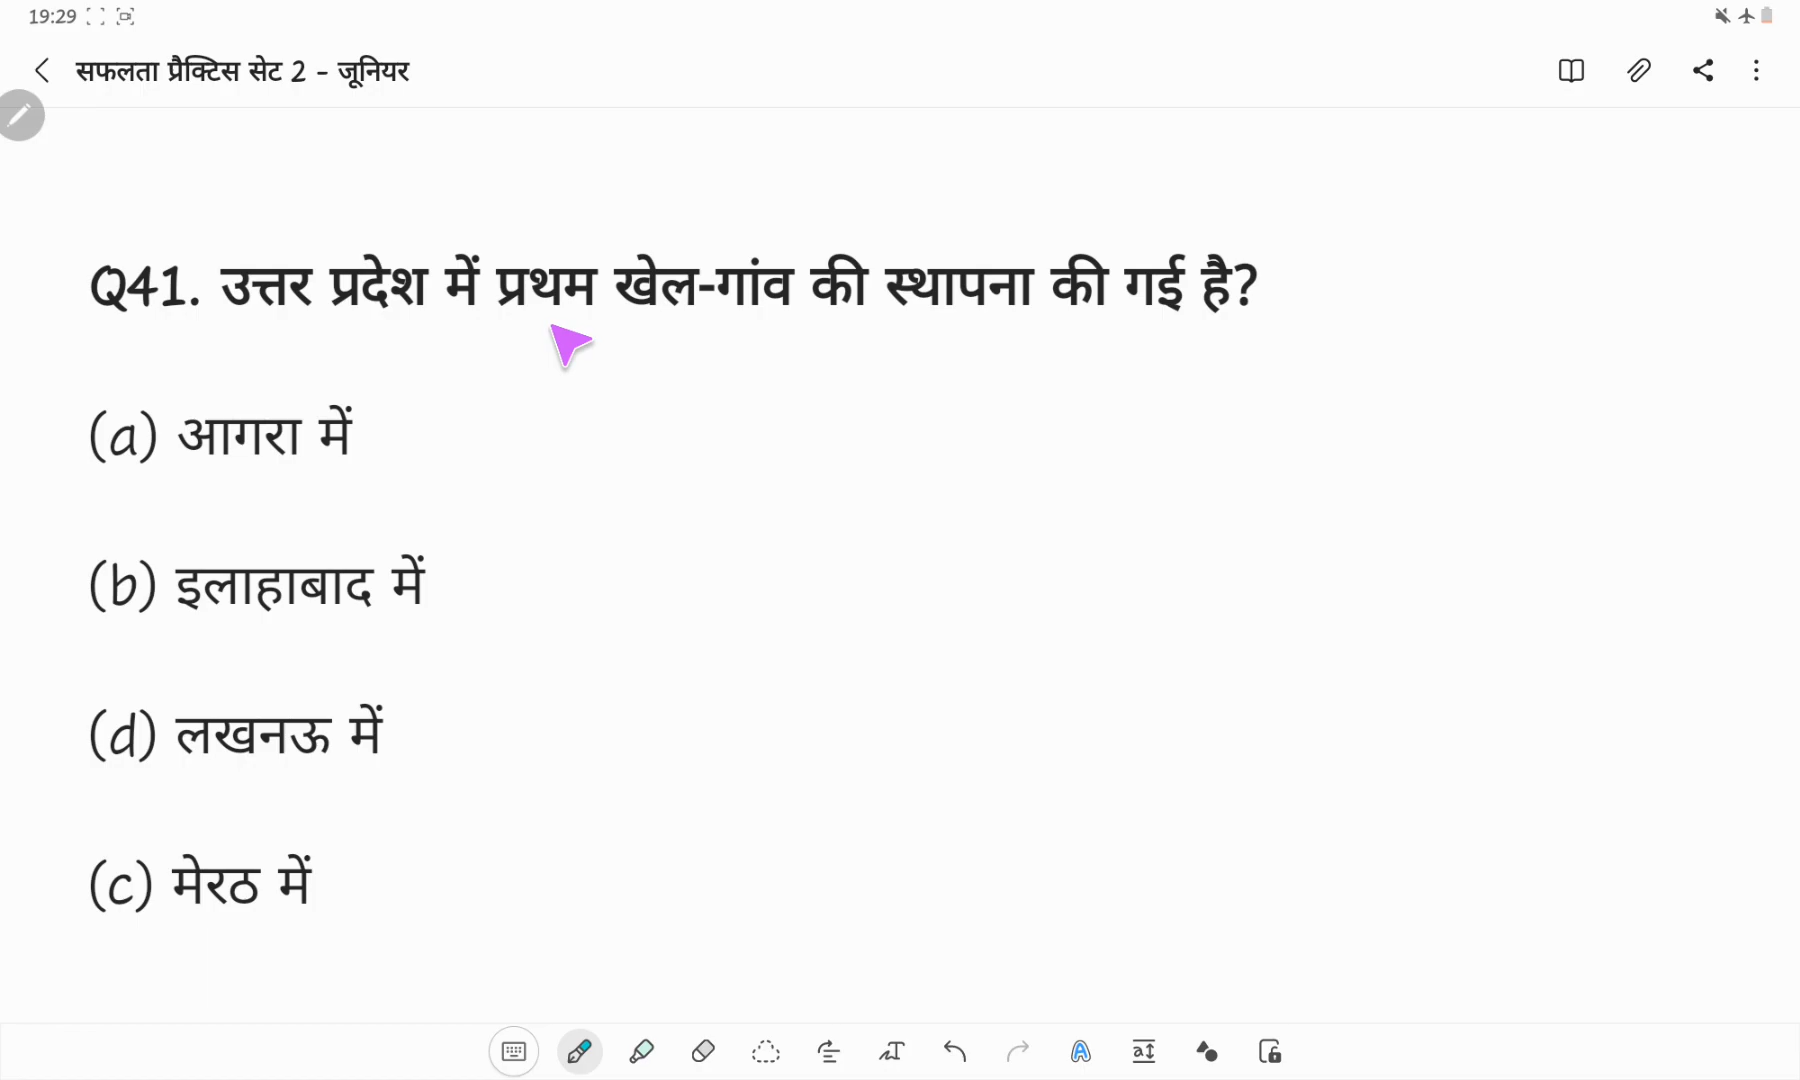 19:29
सफलता प्रैक्टिस सेट 2 - जूनियर
Q41. उत्तर प्रदेश में प्रथम खेल-गांव की स्थापना की गई है?
(a) आगरा में
(b) इलाहाबाद में
(d) लखनऊ में
(c) मेरठ में